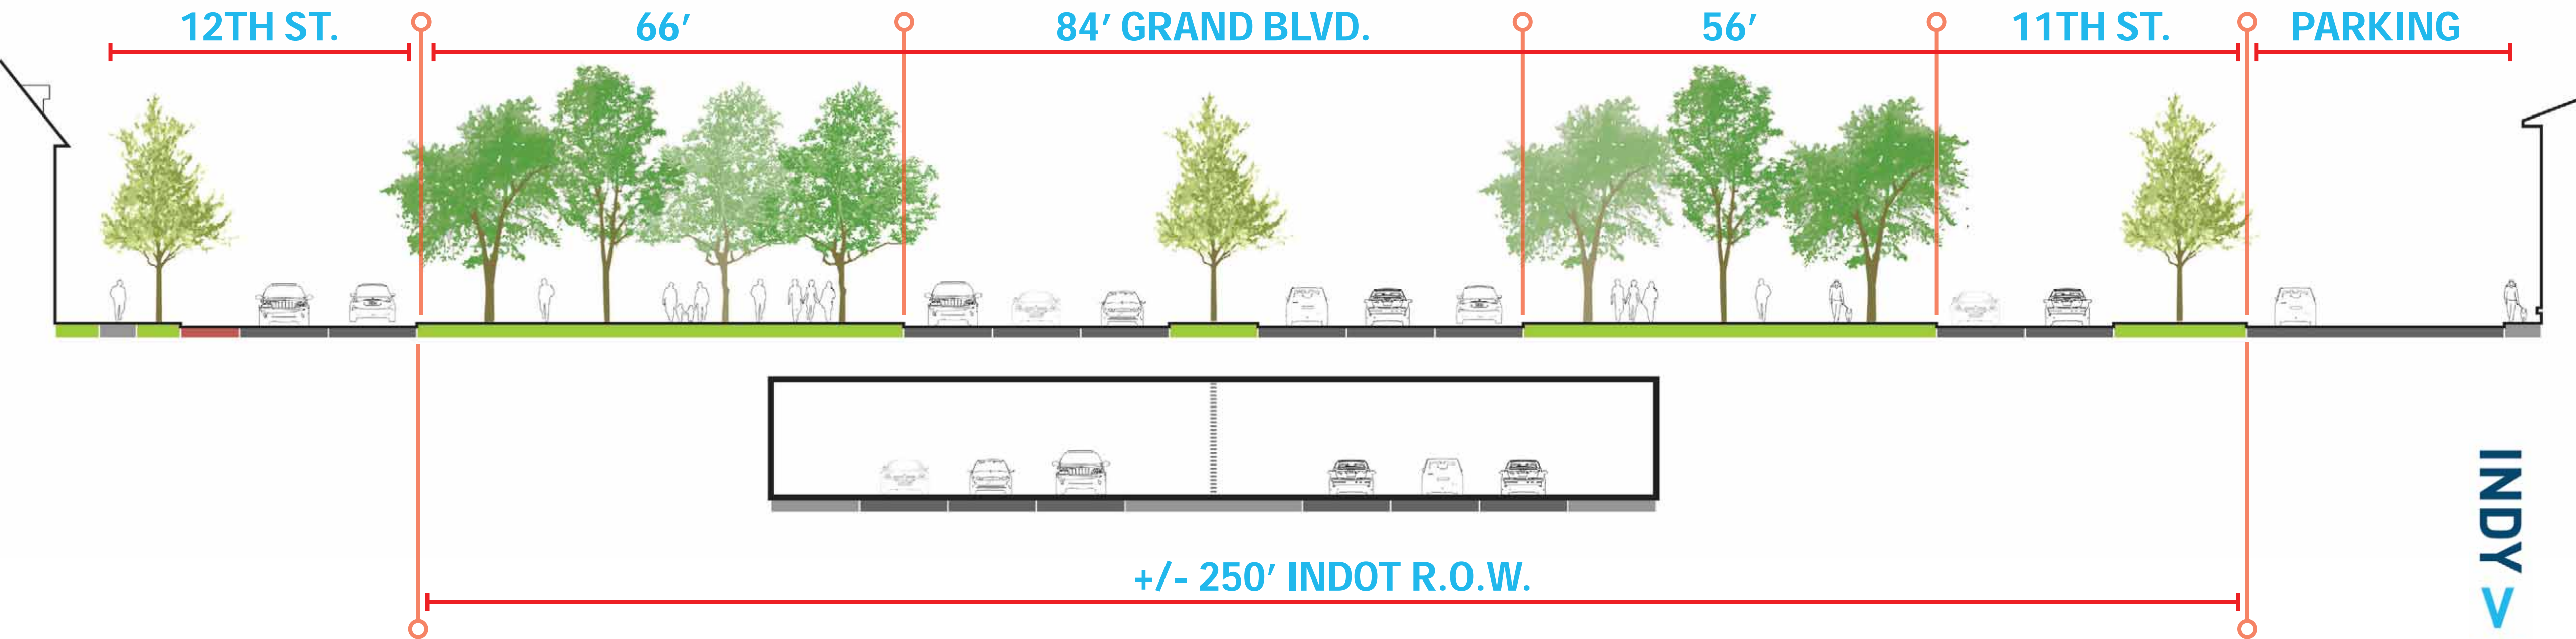 12TH ST.
66′
84′ GRAND BLVD.
56′
11TH ST.
PARKING
+/- 250′ INDOT R.O.W.
INDY >